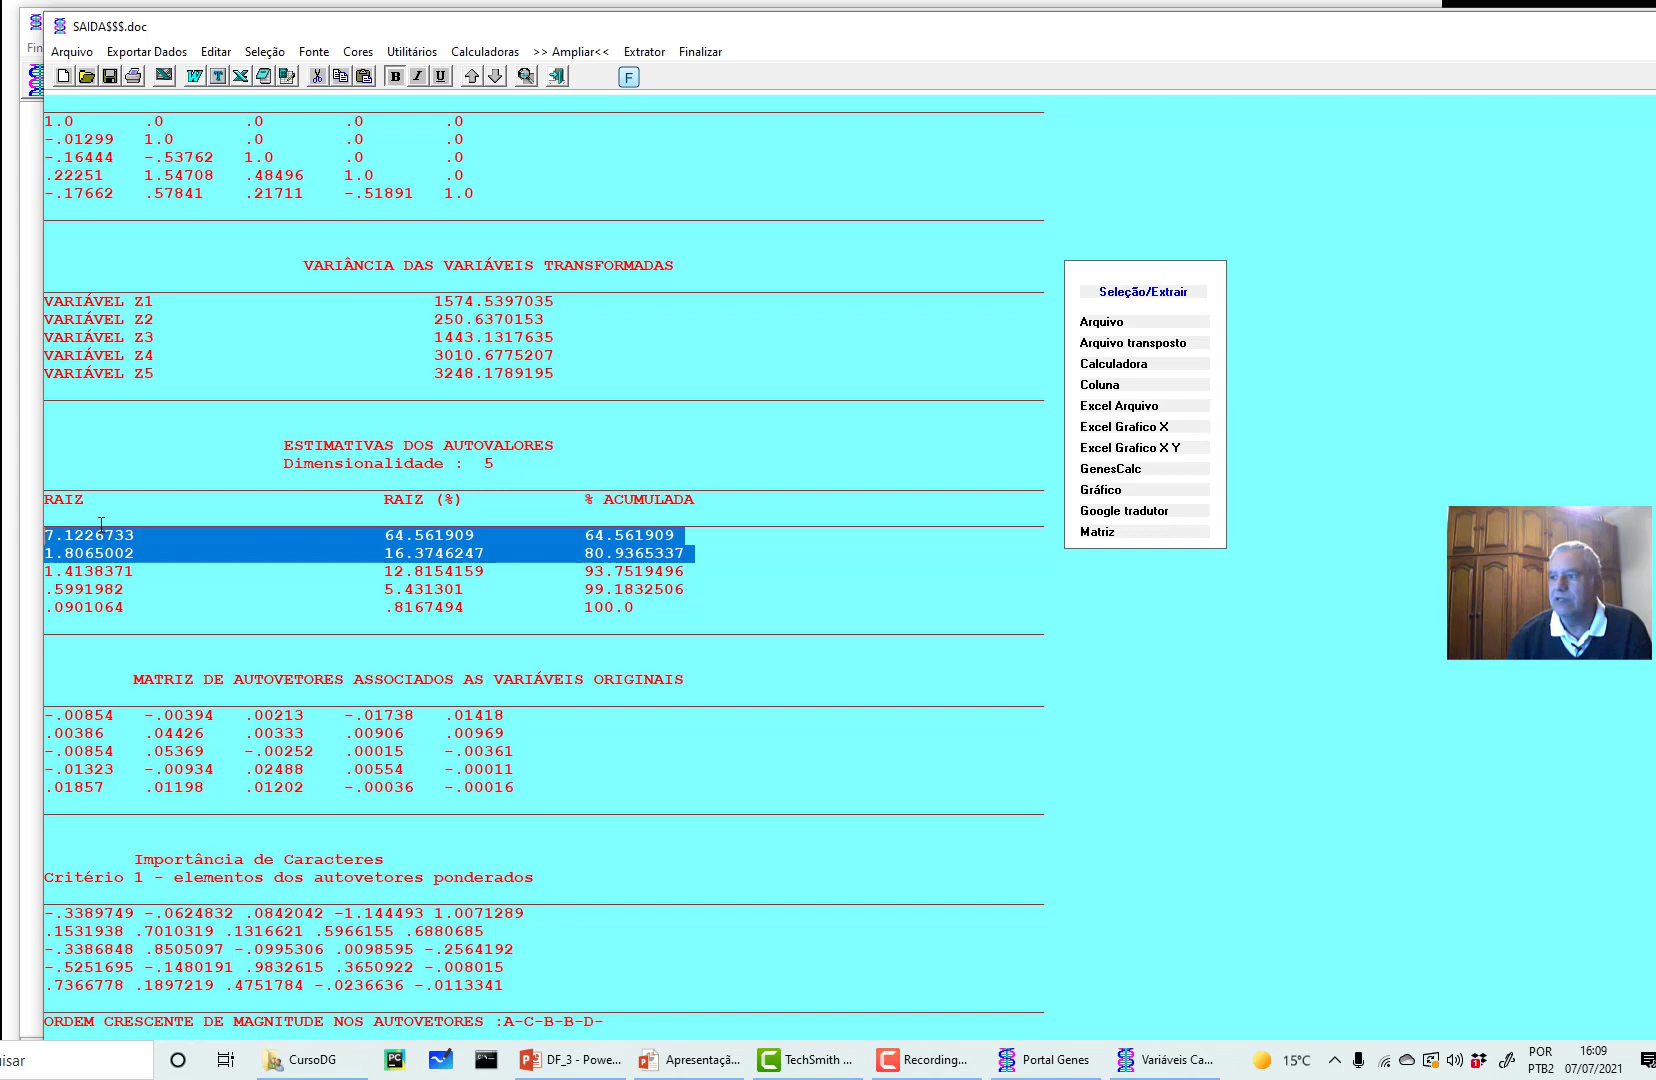 SAIDA$$$.doc
Fin
Arquivo Exportar Dados Editar Seleção Fonte Cores Utilitários Calculadoras >> Ampliar<< Extrator Finalizar
W T X B I U F
1.0 .0 .0 .0 .0
-.01299 1.0 .0 .0 .0
-.16444 -.53762 1.0 .0 .0
.22251 1.54708 .48496 1.0 .0
-.17662 .57841 .21711 -.51891 1.0
VARIÂNCIA DAS VARIÁVEIS TRANSFORMADAS
VARIÁVEL Z1 1574.5397035
VARIÁVEL Z2 250.6370153
VARIÁVEL Z3 1443.1317635
VARIÁVEL Z4 3010.6775207
VARIÁVEL Z5 3248.1789195
ESTIMATIVAS DOS AUTOVALORES
Dimensionalidade : 5
RAIZ RAIZ (%) % ACUMULADA
7.1226733 64.561909 64.561909
1.8065002 16.3746247 80.9365337
1.4138371 12.8154159 93.7519496
.5991982 5.431301 99.1832506
.0901064 .8167494 100.0
MATRIZ DE AUTOVETORES ASSOCIADOS AS VARIÁVEIS ORIGINAIS
-.00854 -.00394 .00213 -.01738 .01418
.00386 .04426 .00333 .00906 .00969
-.00854 .05369 -.00252 .00015 -.00361
-.01323 -.00934 .02488 .00554 -.00011
.01857 .01198 .01202 -.00036 -.00016
Importância de Caracteres
Critério 1 - elementos dos autovetores ponderados
-.3389749 -.0624832 .0842042 -1.144493 1.0071289
.1531938 .7010319 .1316621 .5966155 .6880685
-.3386848 .8505097 -.0995306 .0098595 -.2564192
-.5251695 -.1480191 .9832615 .3650922 -.008015
.7366778 .1897219 .4751784 -.0236636 -.0113341
ORDEM CRESCENTE DE MAGNITUDE NOS AUTOVETORES :A-C-B-B-D-
Seleção/Extrair
Arquivo
Arquivo transposto
Calculadora
Coluna
Excel Arquivo
Excel Grafico X
Excel Grafico X Y
GenesCalc
Gráfico
Google tradutor
Matriz
uisar CursoDG PC DF_3 - Powe... Apresentaçã... TechSmith ... Recording... Portal Genes Variáveis Ca... 15°C
POR
PTB2
16:09
07/07/2021